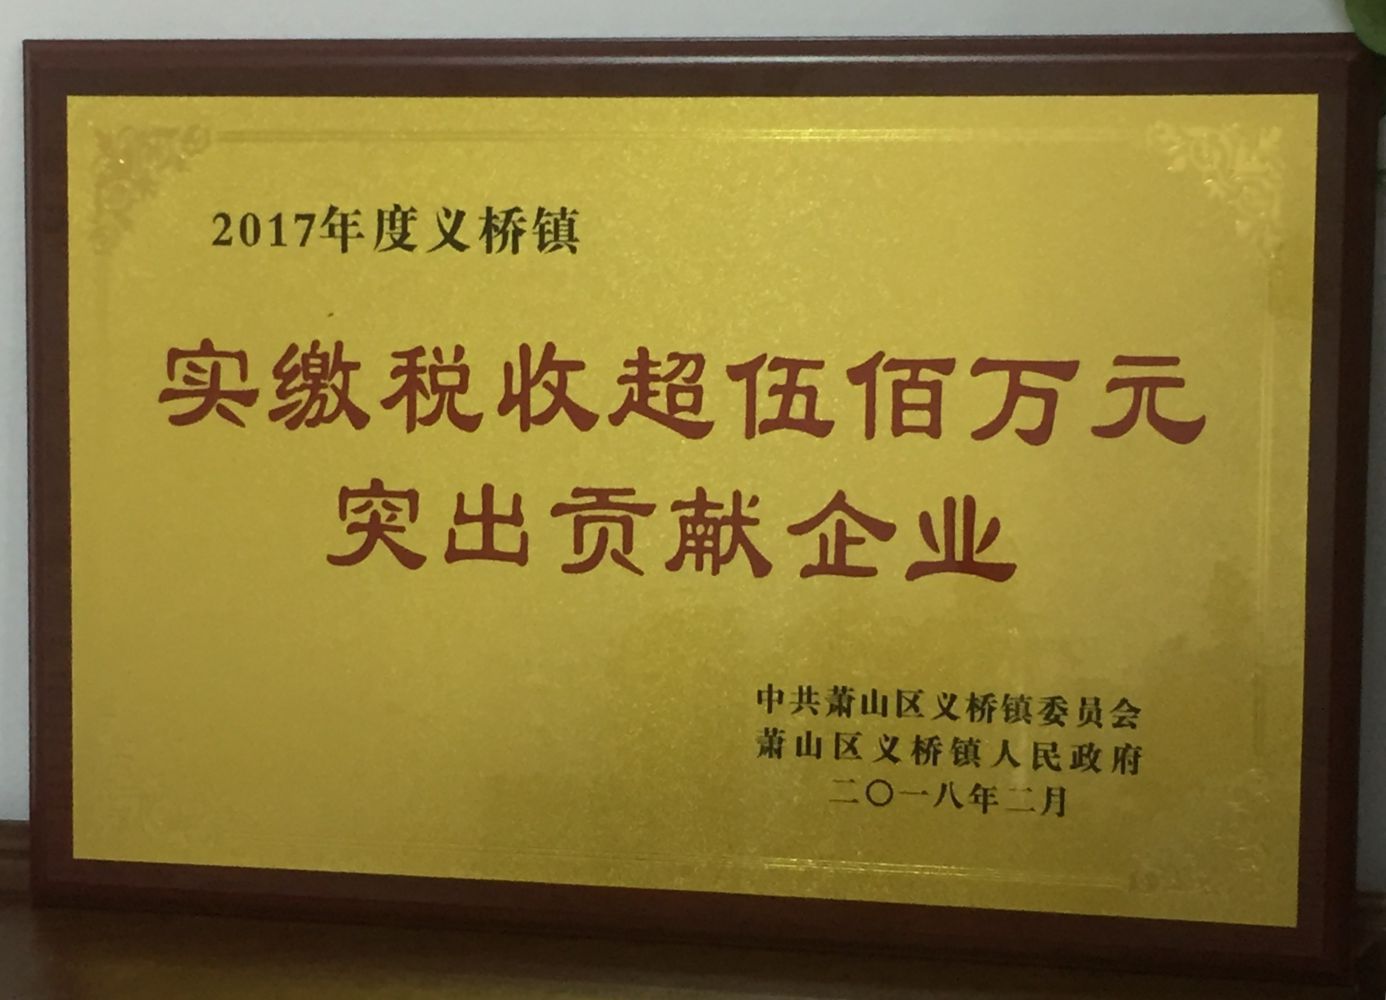 2017年度义桥镇
实缴税收超伍佰万元
突出贡献企业
中共萧山区义桥镇委员会
萧山区义桥镇人民政府
二〇一八年二月